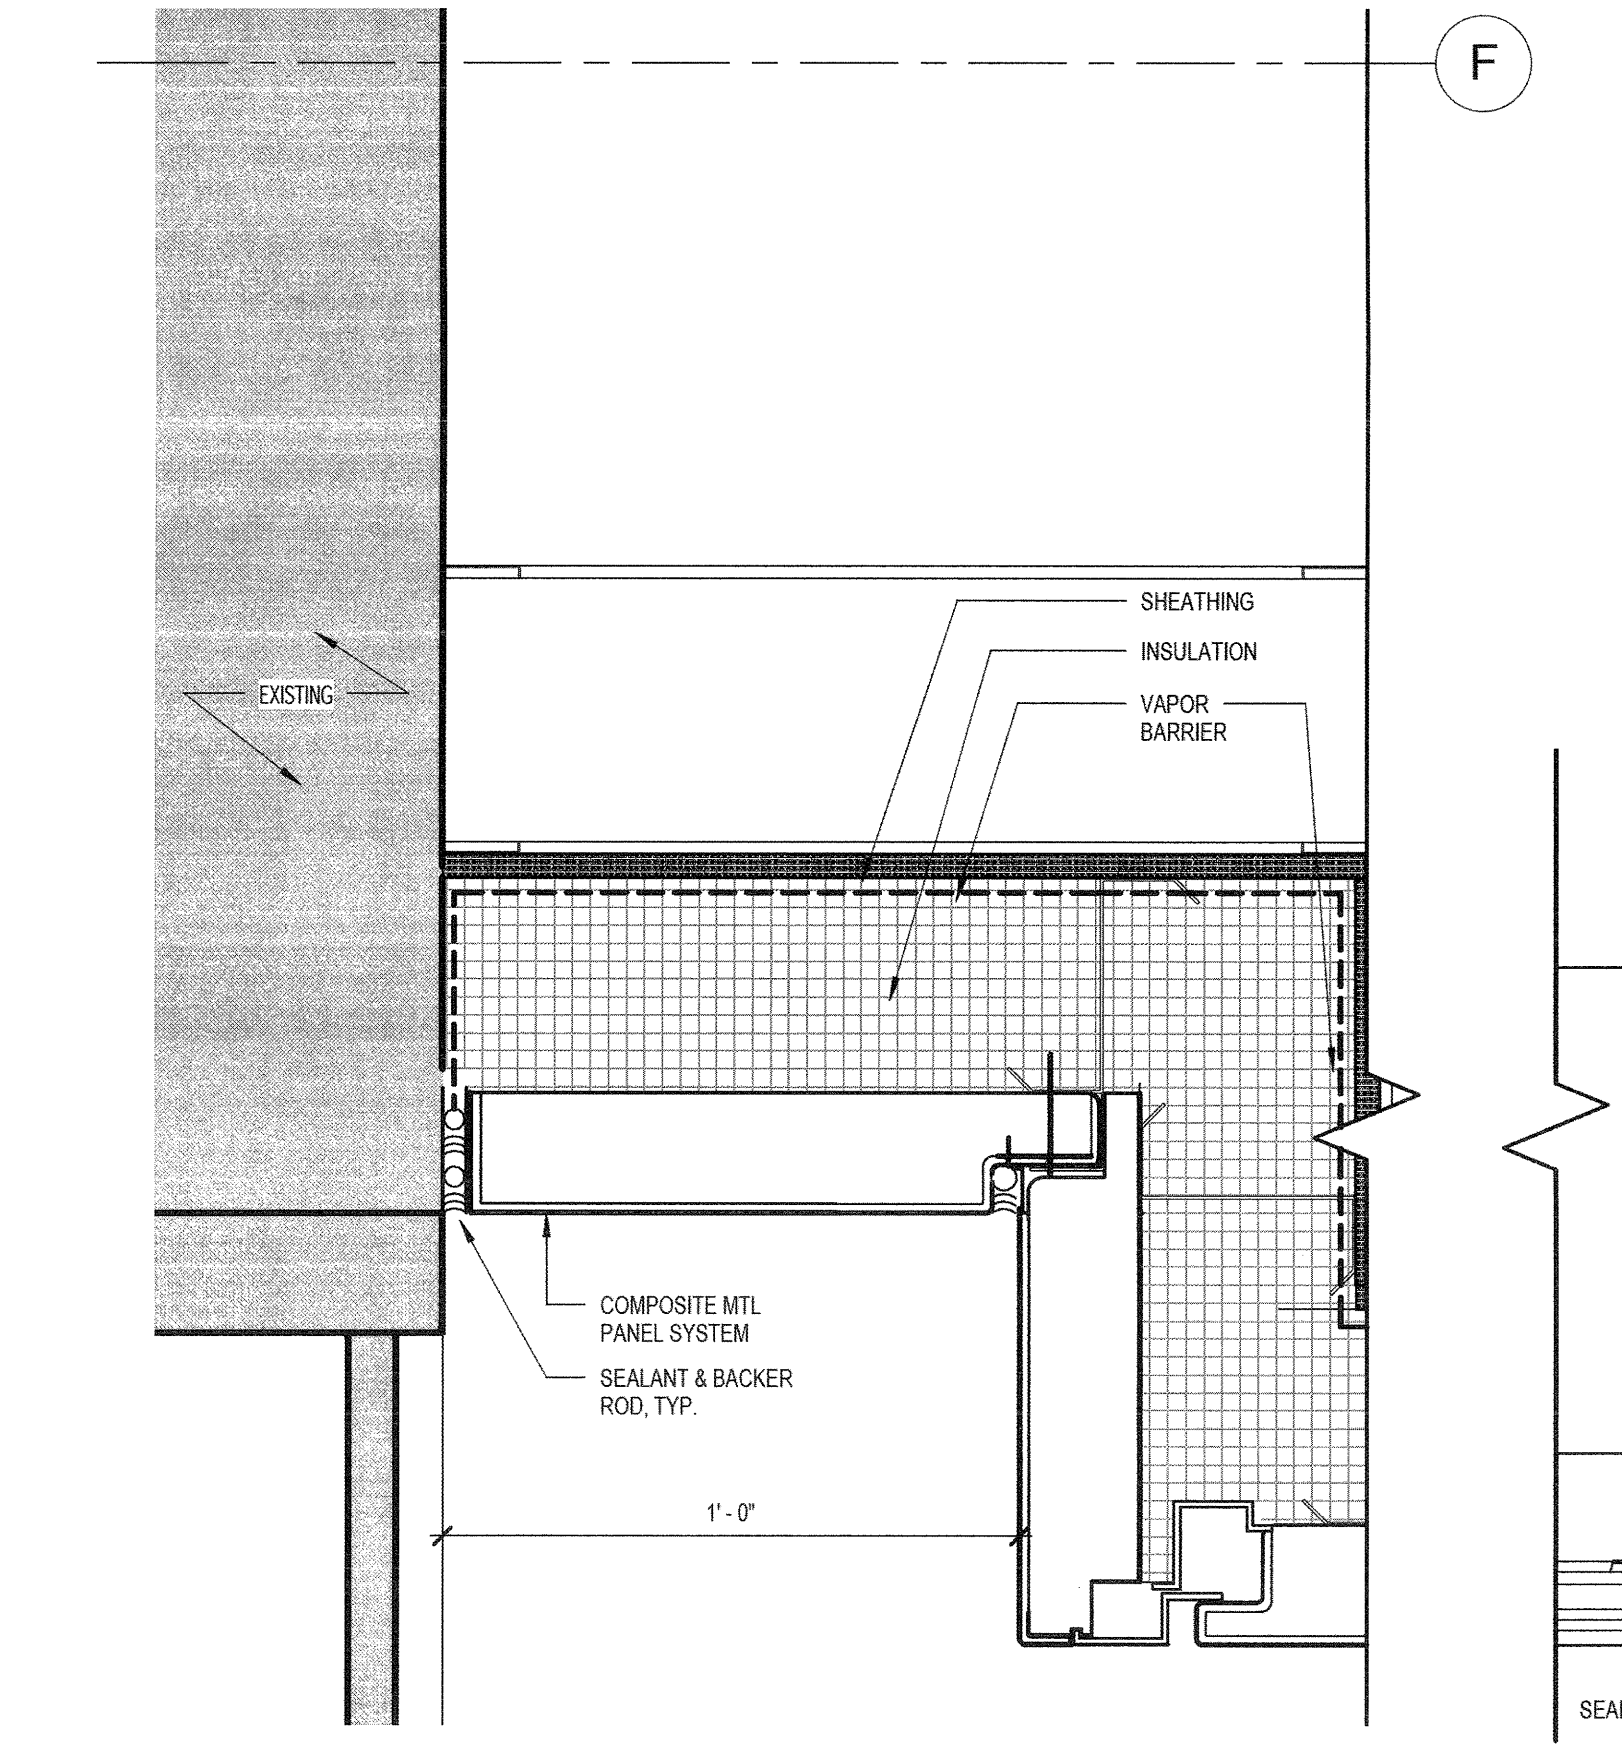 F
SHEATHING
INSULATION
VAPOR
BARRIER
EXISTING
COMPOSITE MTL
PANEL SYSTEM
SEALANT & BACKER
ROD, TYP.
1' - 0"